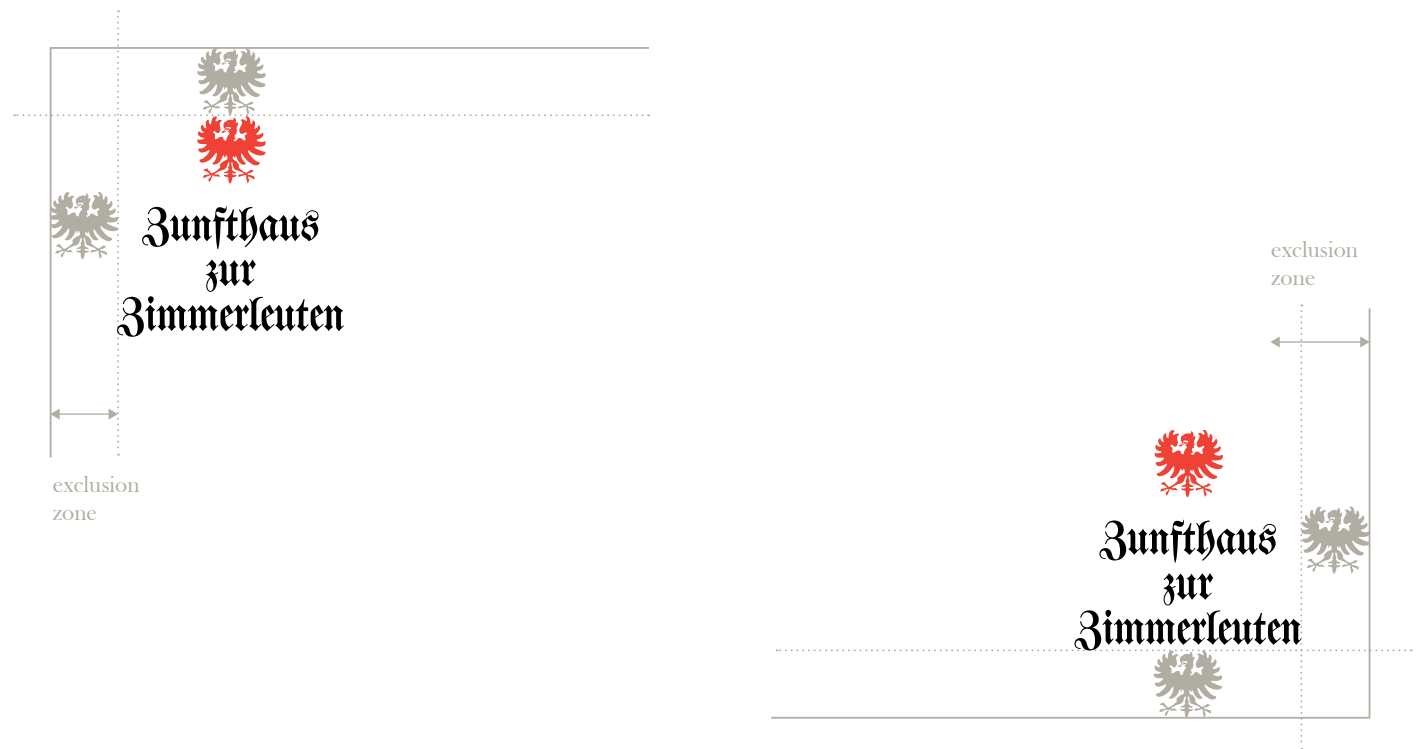 Zunfthaus
zur
Zimmerleuten
exclusion
zone
exclusion
zone
Zunfthaus
zur
Zimmerleuten